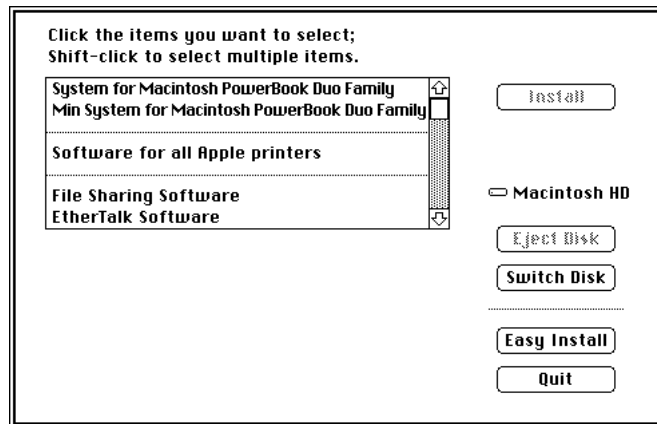 Click the items you want to select;
Shift-click to select multiple items.
System for Macintosh PowerBook Duo Family
Min System for Macintosh PowerBook Duo Family
Software for all Apple printers
File Sharing Software
EtherTalk Software
Install
Macintosh HD
Eject Disk
Switch Disk
Easy Install
Quit